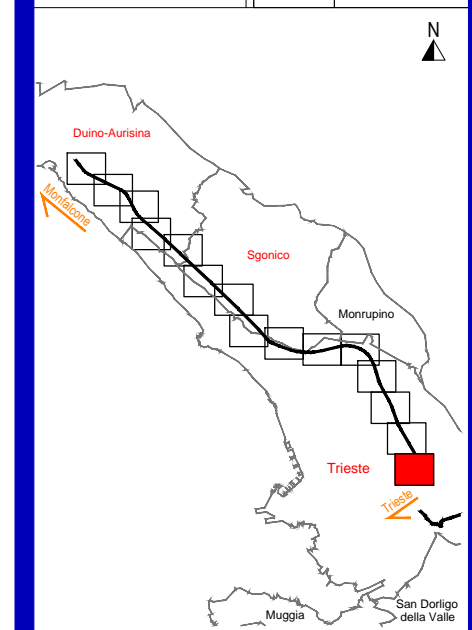 N
Duino-Aurisina
Monfalcone
Sgonico
Monrupino
Trieste
Trieste
San Dorligo
della Valle
Muggia